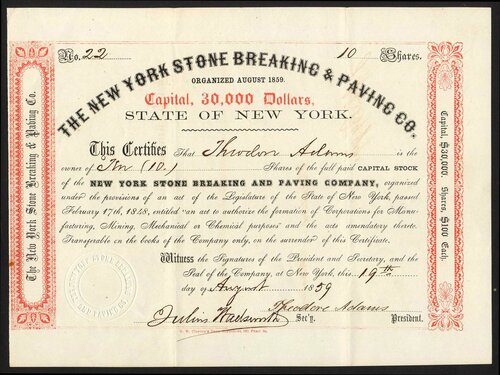 No. 22
10 Shares.
THE NEW YORK STONE BREAKING & PAVING CO.
ORGANIZED AUGUST 1859.
Capital, 30,000 Dollars,
STATE OF NEW YORK.
This Certifies That Theodore Adams is the
owner of Ten (10.) Shares of the full paid CAPITAL STOCK
of the NEW YORK STONE BREAKING AND PAVING COMPANY, organized
under the provisions of an act of the Legislature of the State of New York, passed
February 17th, 1848, entitled "an act to authorize the formation of Corporations for Manu-
facturing, Mining, Mechanical or Chemical purposes" and the acts amendatory thereto.
Transferable on the books of the Company only, on the surrender of this Certificate.
Witness the Signatures of the President and Secretary, and the
Seal of the Company, at New York, this 19th
day of August 1859
Julius Wadsworth Sec'y.
Theodore Adams President.
The New York Stone Breaking & Paving Co.
Capital, $30,000. Shares, $100 Each.